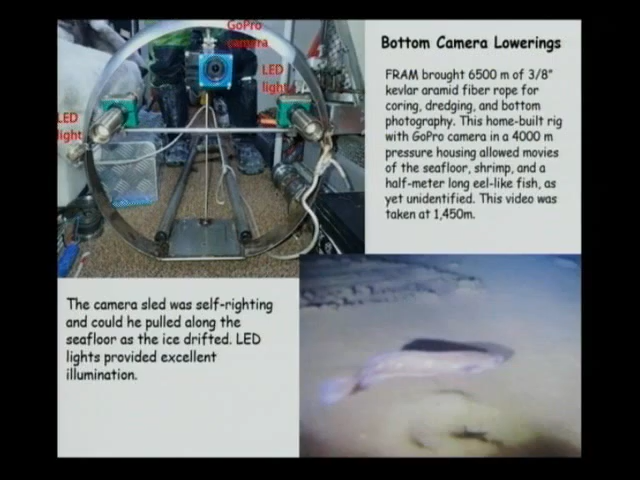 GoPro
camera
LED
light
LED
light
Bottom Camera Lowerings
FRAM brought 6500 m of 3/8"
kevlar aramid fiber rope for
coring, dredging, and bottom
photography. This home-built rig
with GoPro camera in a 4000 m
pressure housing allowed movies
of the seafloor, shrimp, and a
half-meter long eel-like fish, as
yet unidentified. This video was
taken at 1,450m.
The camera sled was self-righting
and could he pulled along the
seafloor as the ice drifted. LED
lights provided excellent
illumination.